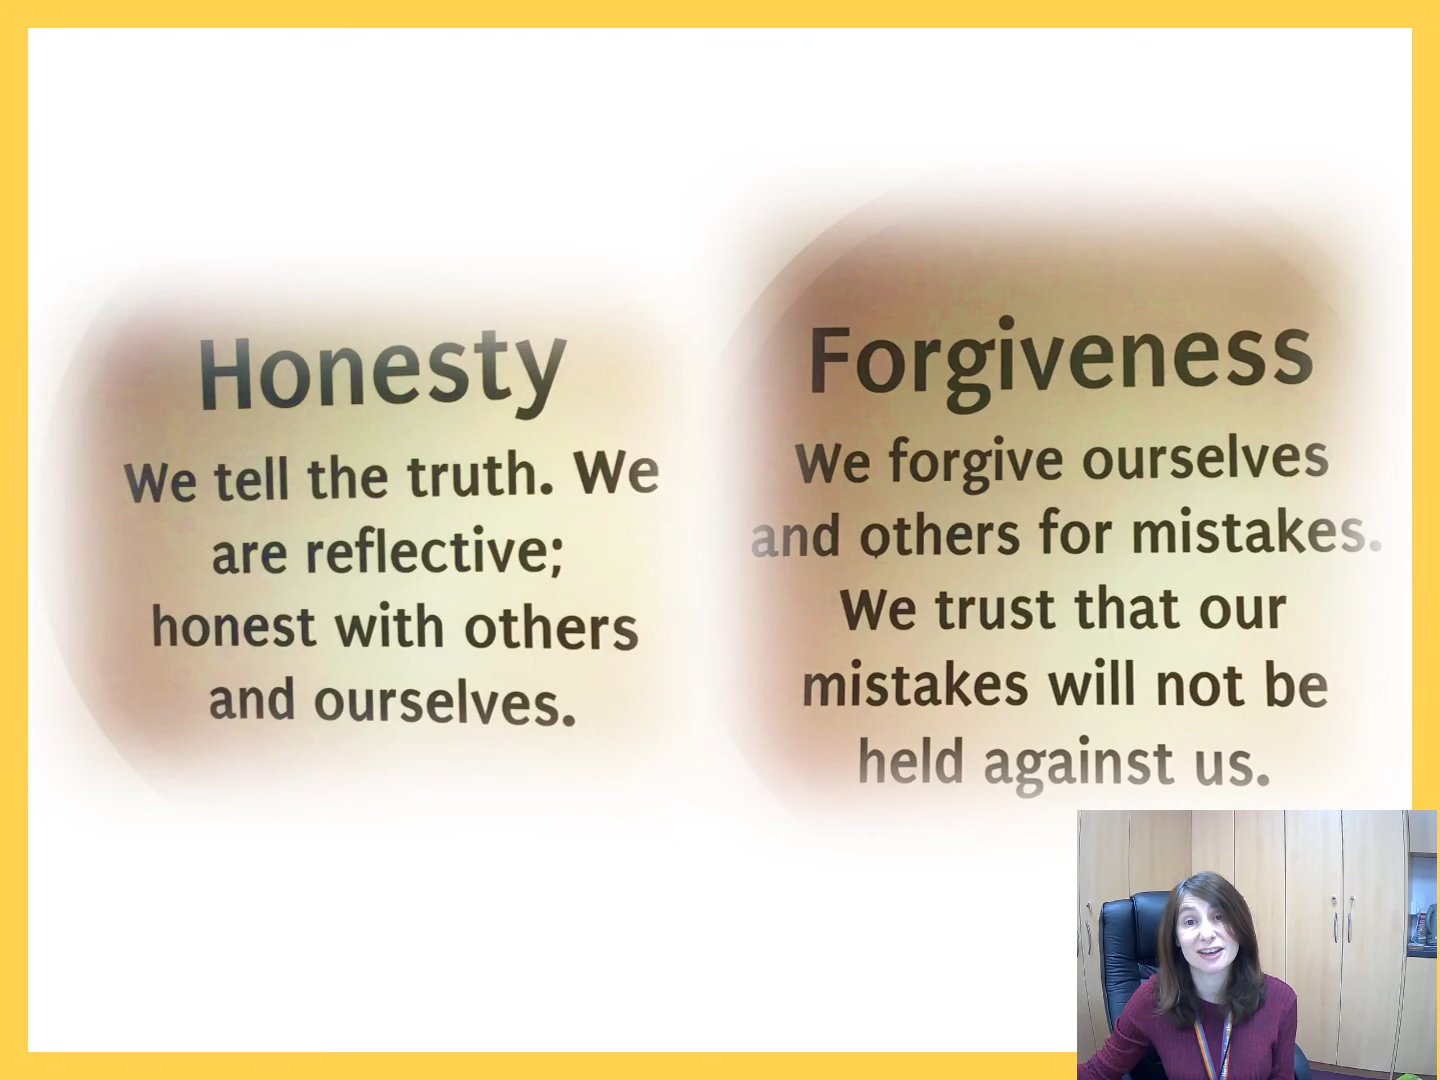 Honesty
We tell the truth. We
are reflective;
honest with others
and ourselves.
Forgiveness
We forgive ourselves
and others for mistakes.
We trust that our
mistakes will not be
held against us.